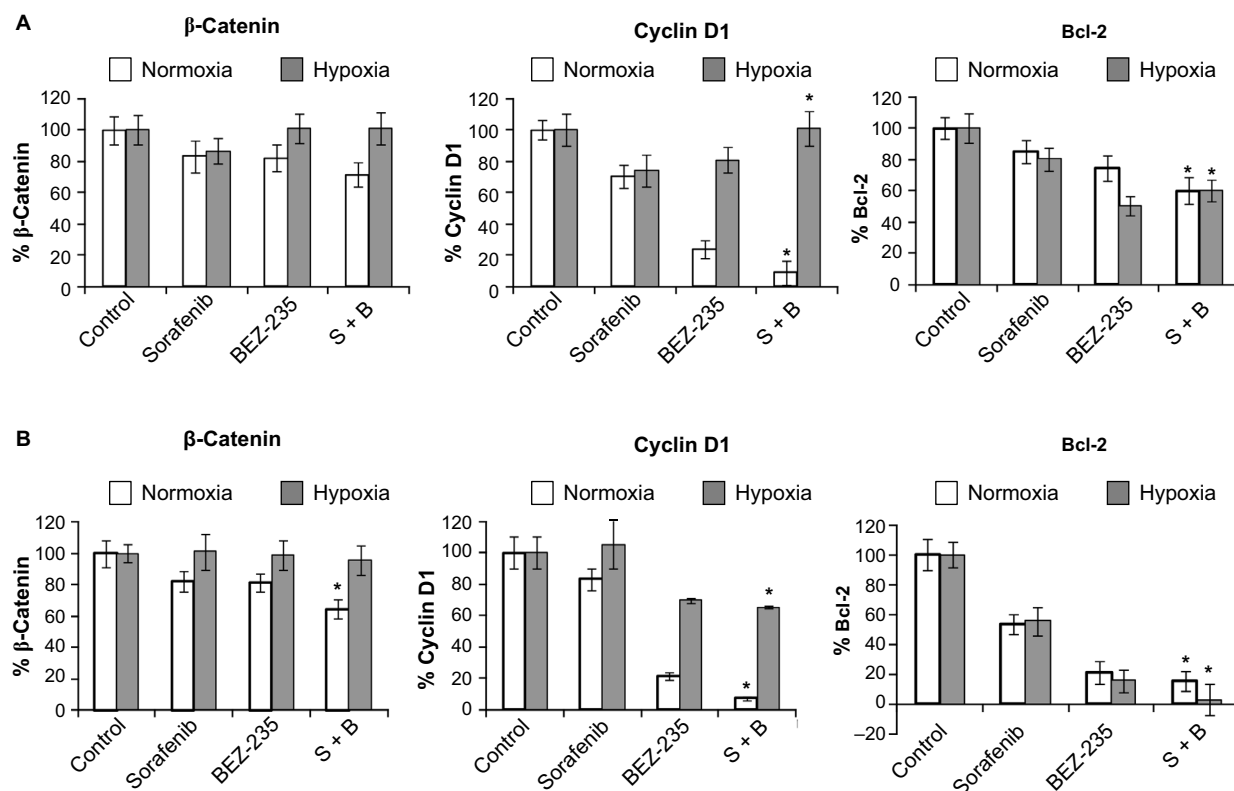 A
β-Catenin
Normoxia Hypoxia
% β-Catenin
120
100
80
60
40
20
0
Control
Sorafenib
BEZ-235
S + B
Cyclin D1
Normoxia Hypoxia
% Cyclin D1
120
100
80
60
40
20
0
*
*
Control
Sorafenib
BEZ-235
S + B
Bcl-2
Normoxia Hypoxia
% Bcl-2
120
100
80
60
40
20
0
* *
Control
Sorafenib
BEZ-235
S + B
B
β-Catenin
Normoxia Hypoxia
% β-Catenin
120
100
80
60
40
20
0
*
Control
Sorafenib
BEZ-235
S + B
Cyclin D1
Normoxia Hypoxia
% Cyclin D1
120
100
80
60
40
20
0
*
*
Control
Sorafenib
BEZ-235
S + B
Bcl-2
Normoxia Hypoxia
% Bcl-2
120
100
80
60
40
20
0
–20
*
*
Control
Sorafenib
BEZ-235
S + B